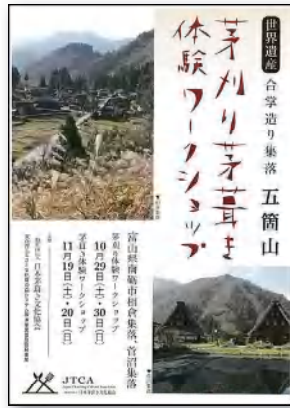 世界遺産 合掌造り集落 五箇山
茅刈り茅葺き
体験ワークショップ
富山県南砺市相倉集落、菅沼集落
茅刈り体験ワークショップ
10月29日(土)・30日(日)
茅葺き体験ワークショップ
11月19日(土)・20日(日)
日本茅葺き文化協会
JTCA